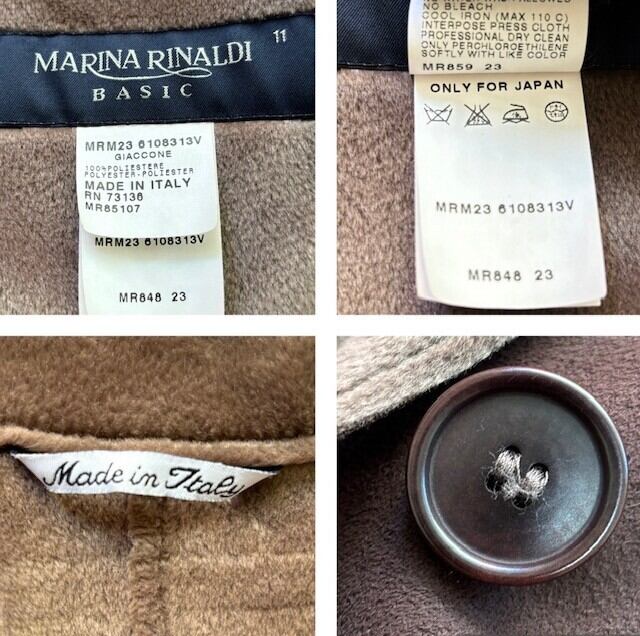 MARINA RINALDI 11
BASIC
MRM23 6108313V
GIACCONE
100%POLIESTERE
POLYESTER-POLIESTER
MADE IN ITALY
RN 73136
MR85107
MRM23 6108313V
MR848 23
NO BLEACH
COOL IRON (MAX 110 C)
INTERPOSE PRESS CLOTH
PROFESSIONAL DRY CLEAN
ONLY PERCHLOROETHILENE
SOFTLY WITH LIKE COLOR
MR859 23
ONLY FOR JAPAN
MRM23 6108313V
MR848 23
Made in Italy